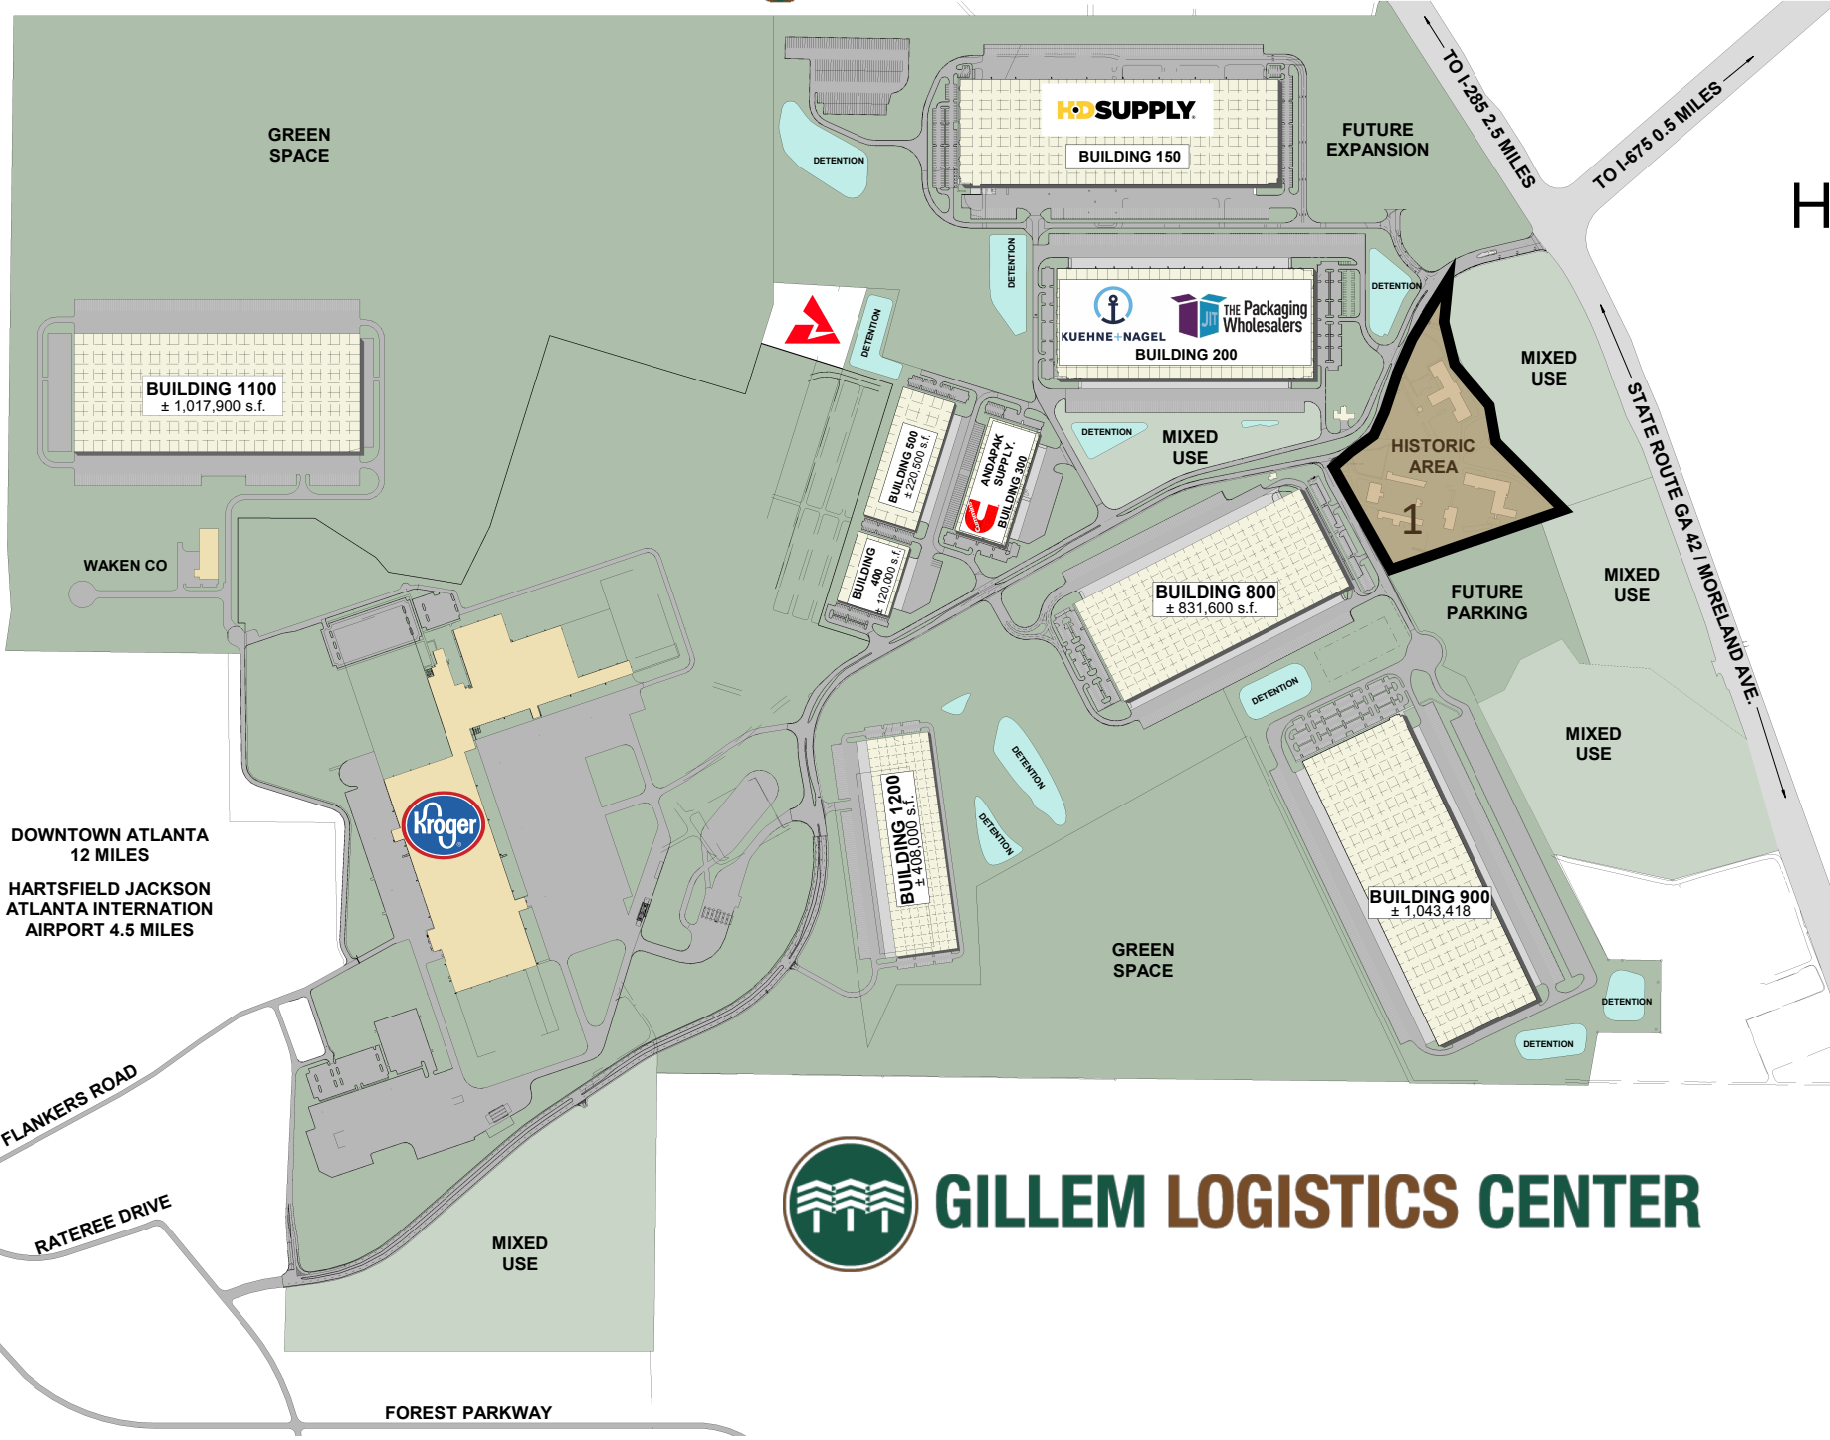 GREEN
SPACE
HDSUPPLY.
BUILDING 150
FUTURE
EXPANSION
TO I-285 2.5 MILES
TO I-675 0.5 MILES
H
DETENTION
DETENTION
DETENTION
DETENTION
KUEHNE+NAGEL
JIT
THE Packaging
Wholesalers
BUILDING 200
BUILDING 1100
± 1,017,900 s.f.
MIXED
USE
STATE ROUTE GA 42 / MORELAND AVE.
DETENTION
MIXED
USE
HISTORIC
AREA
1
BUILDING 500
± 220,500 s.f.
ANDAPAK
SUPPLY.
BUILDING 300
Cummins
BUILDING
400
± 120,000 s.f.
WAKEN CO
BUILDING 800
± 831,600 s.f.
FUTURE
PARKING
MIXED
USE
DETENTION
MIXED
USE
DETENTION
DETENTION
BUILDING 1200
± 408,000 s.f.
Kroger
DOWNTOWN ATLANTA
12 MILES
HARTSFIELD JACKSON
ATLANTA INTERNATION
AIRPORT 4.5 MILES
BUILDING 900
± 1,043,418
GREEN
SPACE
DETENTION
DETENTION
FLANKERS ROAD
RATEREE DRIVE
MIXED
USE
GILLEM LOGISTICS CENTER
FOREST PARKWAY